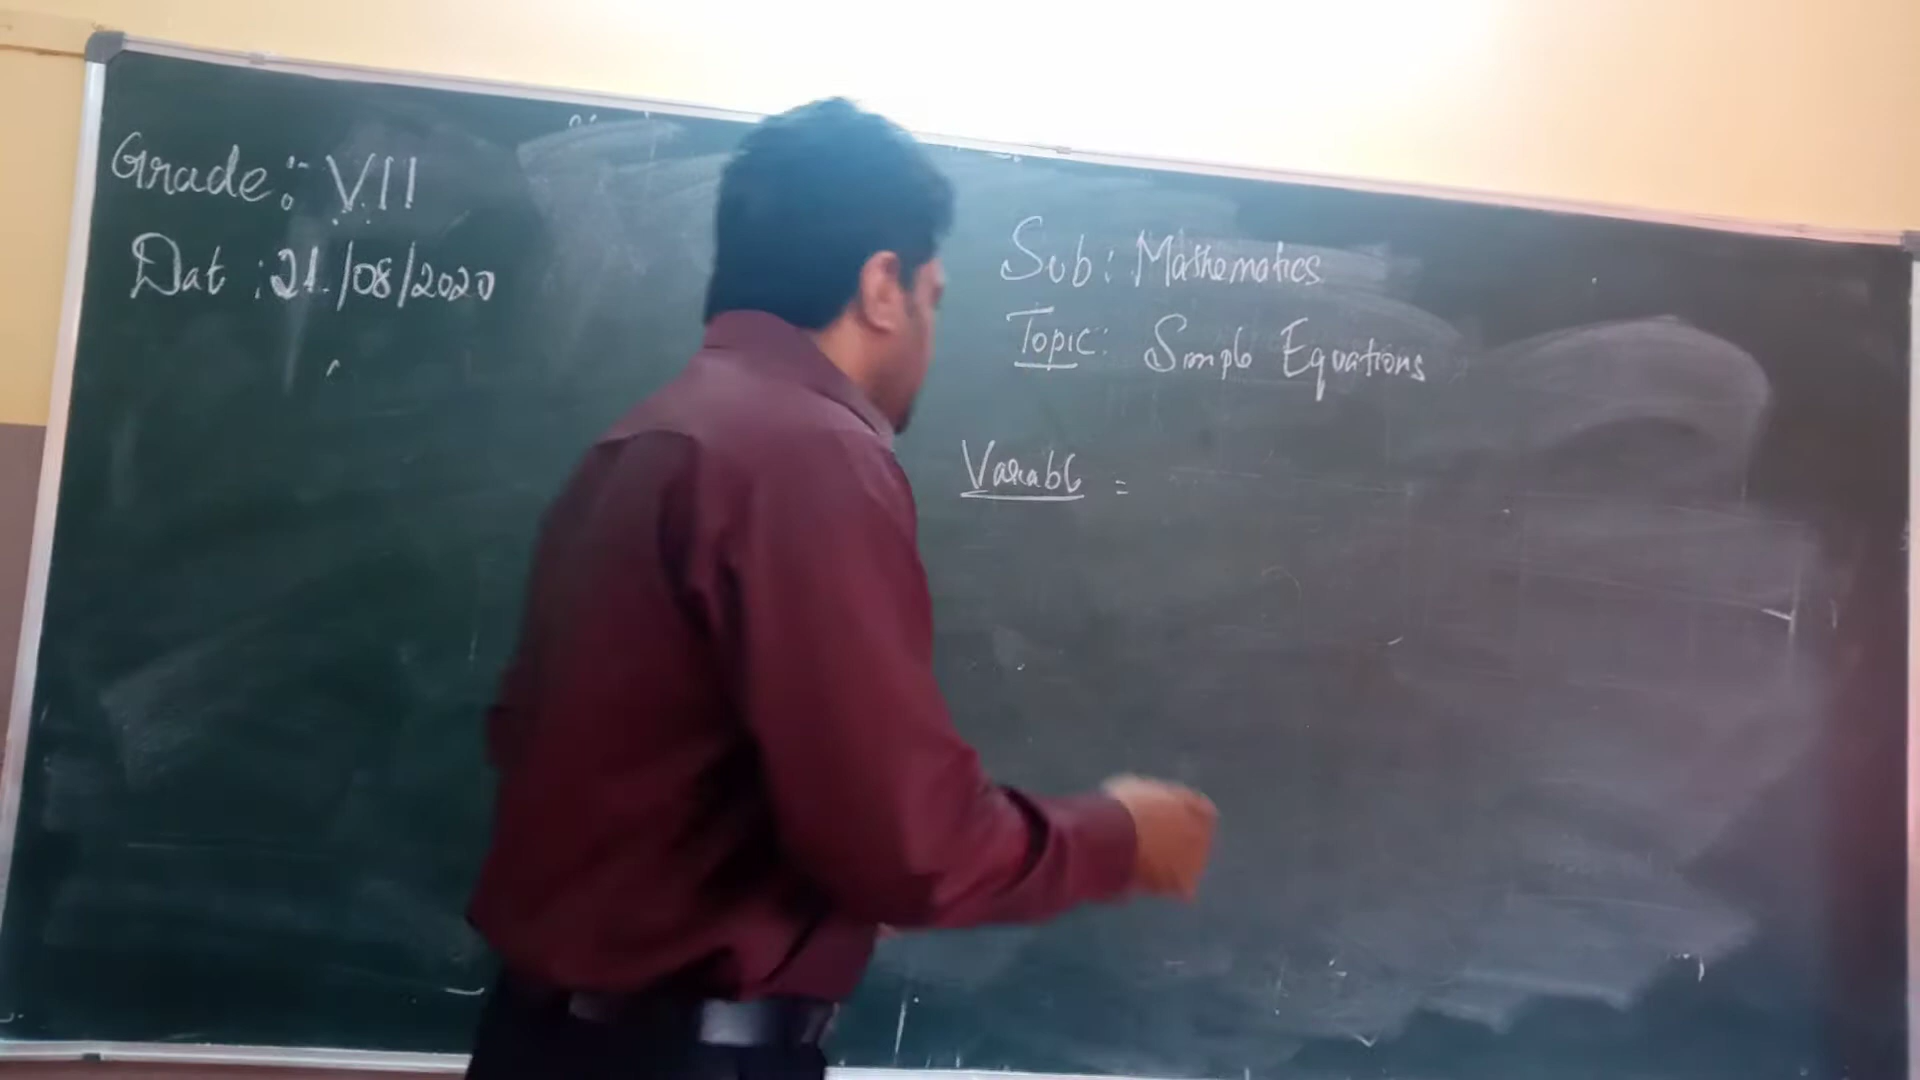 Grade : VII
Dat : 21/08/2020
Sub : Mathematics
Topic : Simple Equations
Variable =